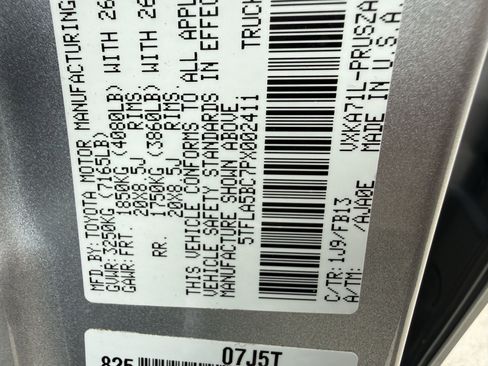 MFD.BY: TOYOTA MOTOR MANUFACTURING
GVWR: 3250KG (7165LB)
GAWR: FRT. 1850KG (4080LB) WITH 26
20X8.5J RIMS,
RR. 1750KG (3860LB) WITH 26
20X8.5J RIMS,
THIS VEHICLE CONFORMS TO ALL APPL
VEHICLE SAFETY STANDARDS IN EFFEC
MANUFACTURE SHOWN ABOVE.
5TFLA5BC7PX002411 TRUCK
C/TR: 1J9/FB13 VXKA71L-PRUSZA
A/TM: /AJA0E MADE IN U.S.A.
07J5T
825